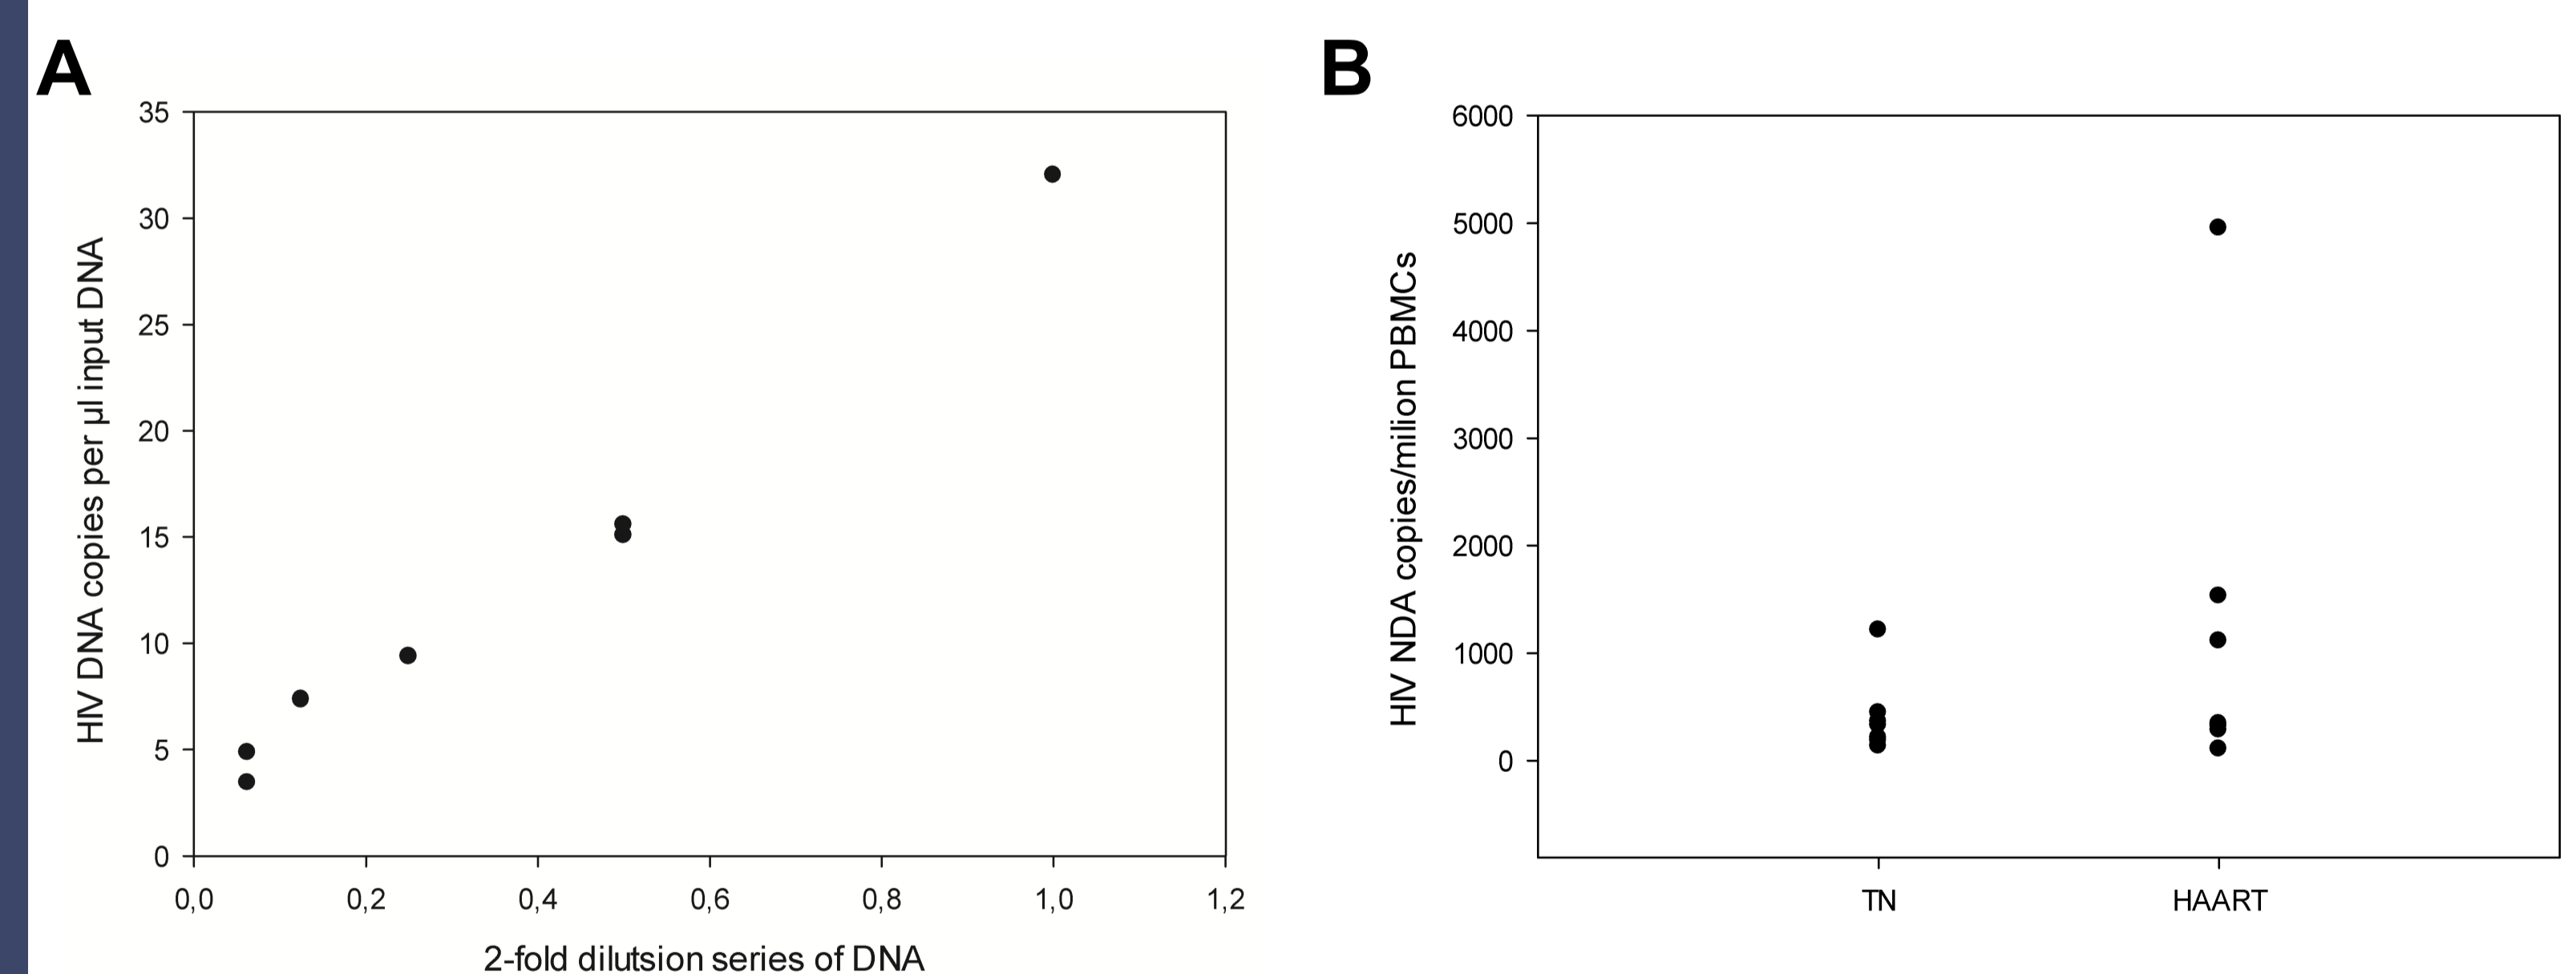 A
35
30
25
20
15
10
5
0
HIV DNA copies per µl input DNA
0,0 0,2 0,4 0,6 0,8 1,0 1,2
2-fold dilutsion series of DNA
B
6000
5000
4000
3000
2000
1000
0
HIV NDA copies/milion PBMCs
TN HAART